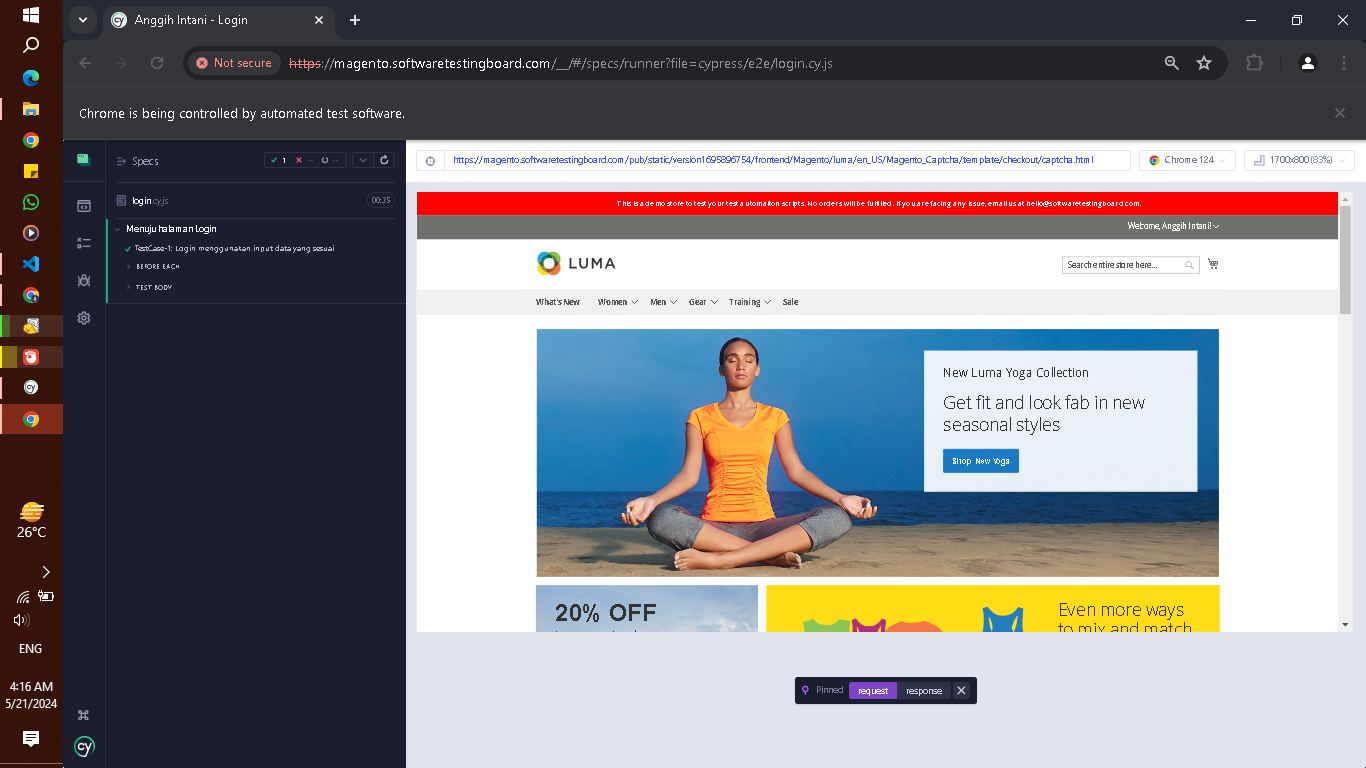 Anggih Intani - Login
Not secure
https://magento.softwaretestingboard.com/__/#/specs/runner?file=cypress/e2e/login.cy.js
Chrome is being controlled by automated test software.
Specs
1 -- --
https://magento.softwaretestingboard.com/pub/static/version1695896754/frontend/Magento/luma/en_US/Magento_Captcha/template/checkout/captcha.html
Chrome 124
1700x800 (83%)
login.cy.js
00:35
Menuju halaman Login
TestCase-1: Login menggunakan input data yang sesuai
BEFORE EACH
TEST BODY
This is a demo store to test your test automaiton scripts. No orders will be fulfilled. If you are facing any issue, email us at hello@softwaretestingboard.com.
Welcome, Anggih Intani!
LUMA
Search entire store here...
What's New Women Men Gear Training Sale
New Luma Yoga Collection
Get fit and look fab in new
seasonal styles
Shop New Yoga
20% OFF
Even more ways
to mix and match
Pinned request response
26°C
ENG
4:16 AM
5/21/2024
cy